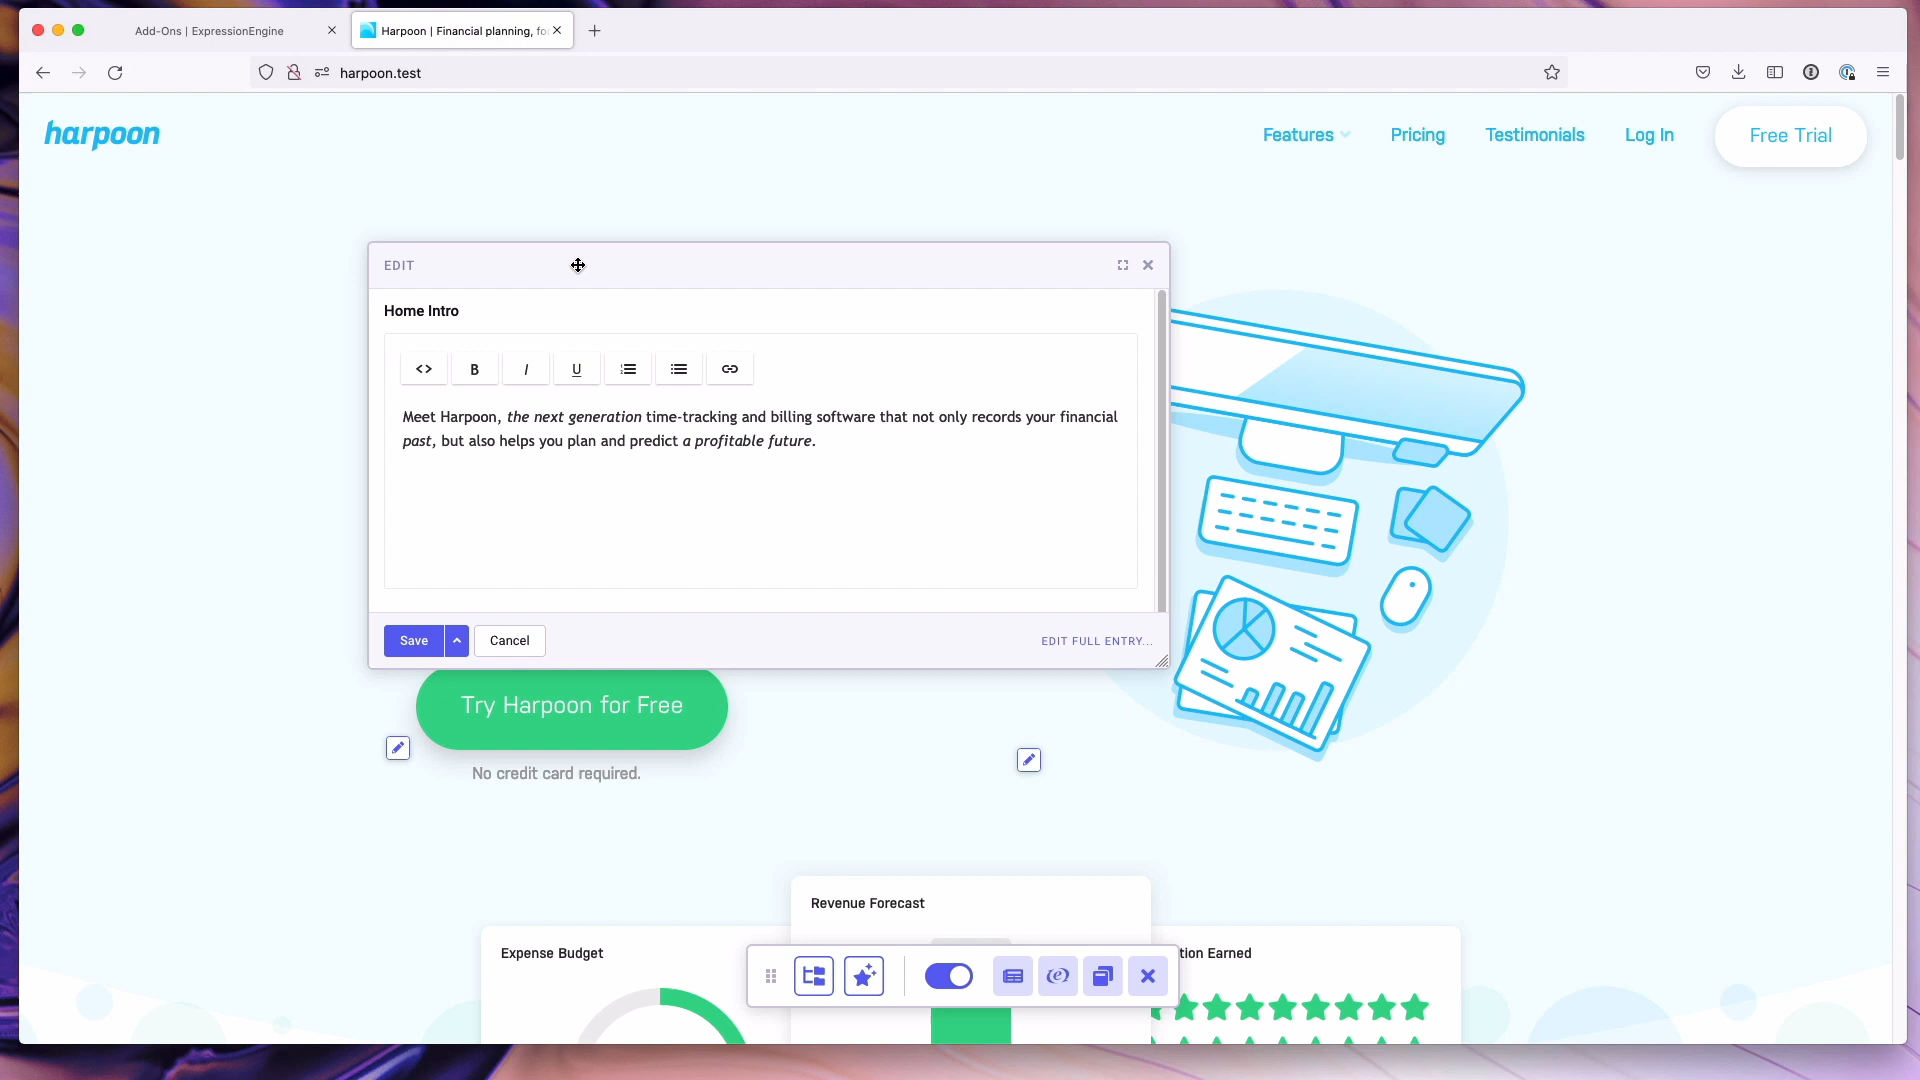 Add-Ons | ExpressionEngine
Harpoon | Financial planning, fo
harpoon.test
harpoon
Features
Pricing
Testimonials
Log In
Free Trial
EDIT
Home Intro
B
I
U
Meet Harpoon, the next generation time-tracking and billing software that not only records your financial
past, but also helps you plan and predict a profitable future.
Save
Cancel
EDIT FULL ENTRY...
Try Harpoon for Free
No credit card required.
Revenue Forecast
Expense Budget
tion Earned